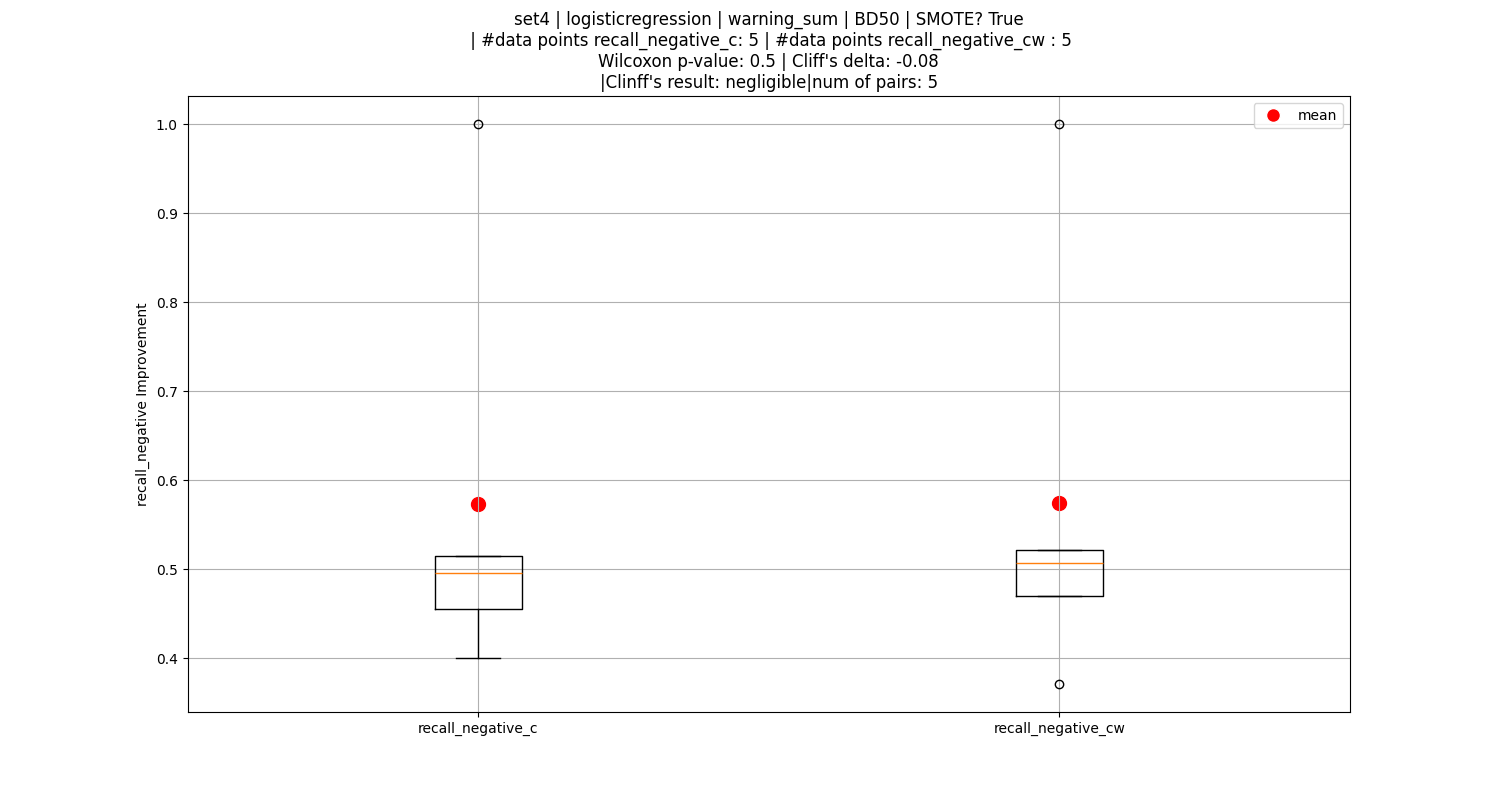 set4 | logisticregression | warning_sum | BD50 | SMOTE? True
| #data points recall_negative_c: 5 | #data points recall_negative_cw : 5
Wilcoxon p-value: 0.5 | Cliff's delta: -0.08
|Clinff's result: negligible|num of pairs: 5
mean
1.0
0.9
0.8
0.7
0.6
0.5
0.4
recall_negative Improvement
recall_negative_c
recall_negative_cw